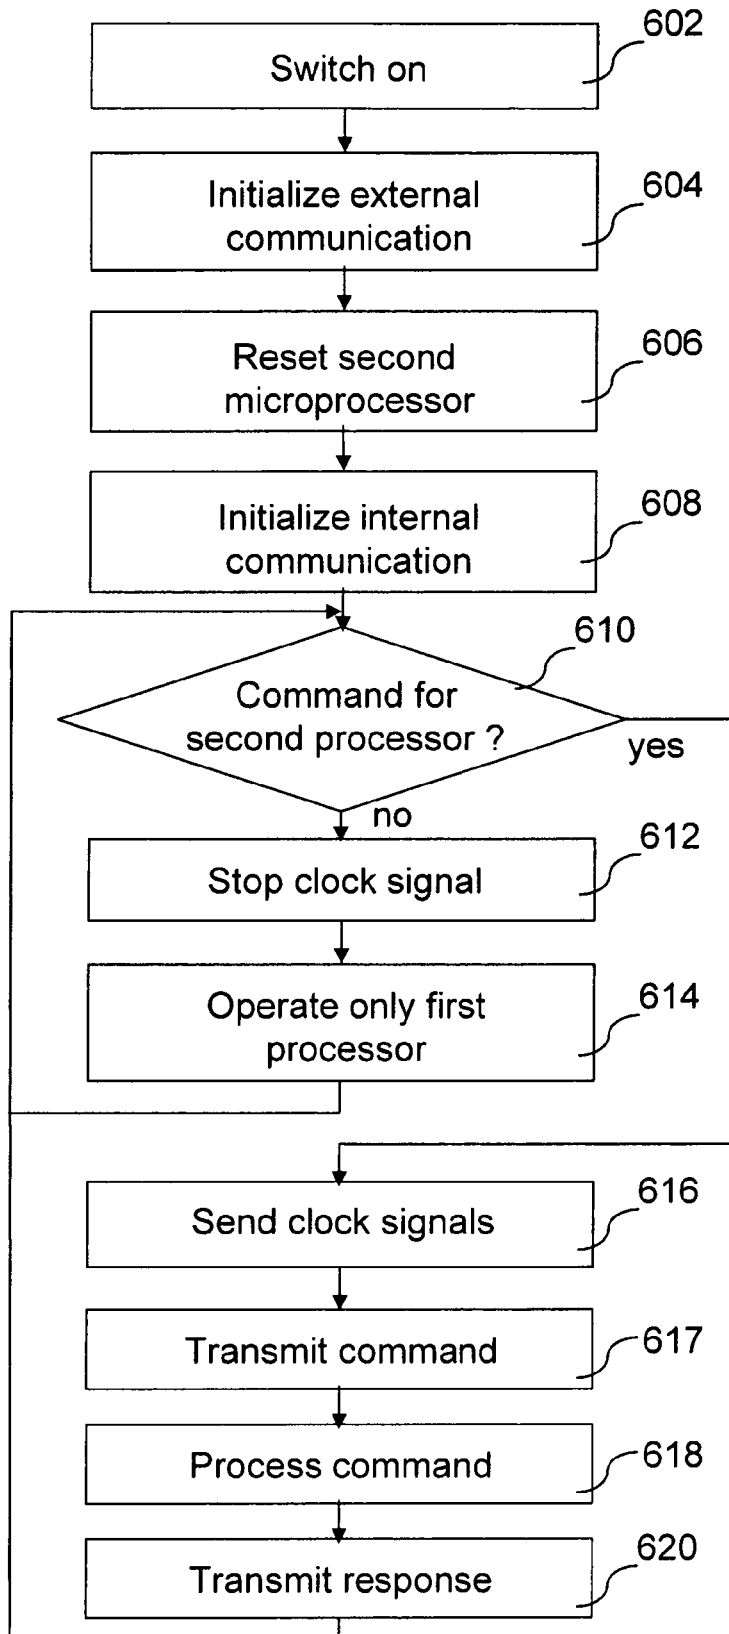 602
Switch on
604
Initialize external
communication
606
Reset second
microprocessor
608
Initialize internal
communication
610
Command for
second processor ?
yes
no
612
Stop clock signal
614
Operate only first
processor
616
Send clock signals
617
Transmit command
618
Process command
620
Transmit response